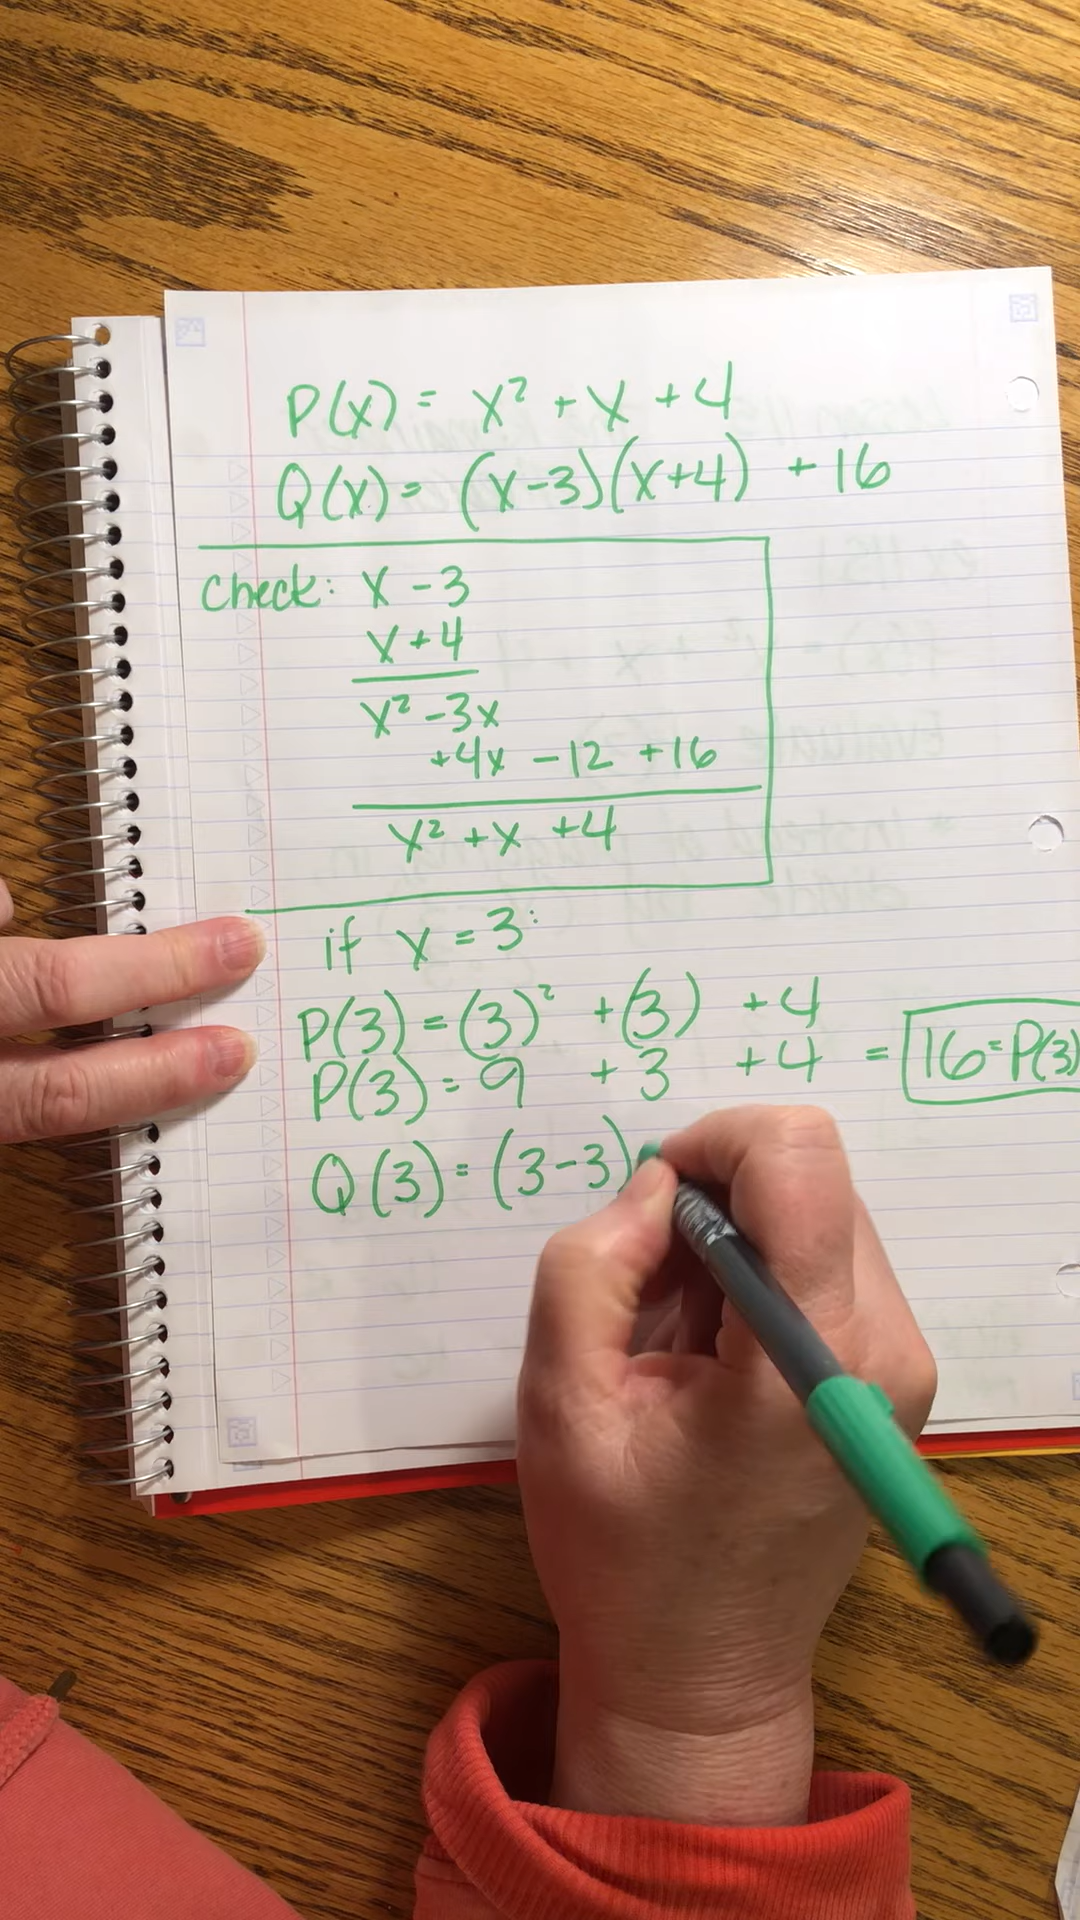 P(x) = x² + x + 4
Q(x) = (x-3)(x+4) + 16
Check: x - 3
x + 4
x² - 3x
+4x - 12 + 16
x² + x + 4
if x = 3:
P(3) = (3)² + (3) + 4
P(3) = 9 + 3 + 4 = 16 = P(3)
Q(3) = (3-3)